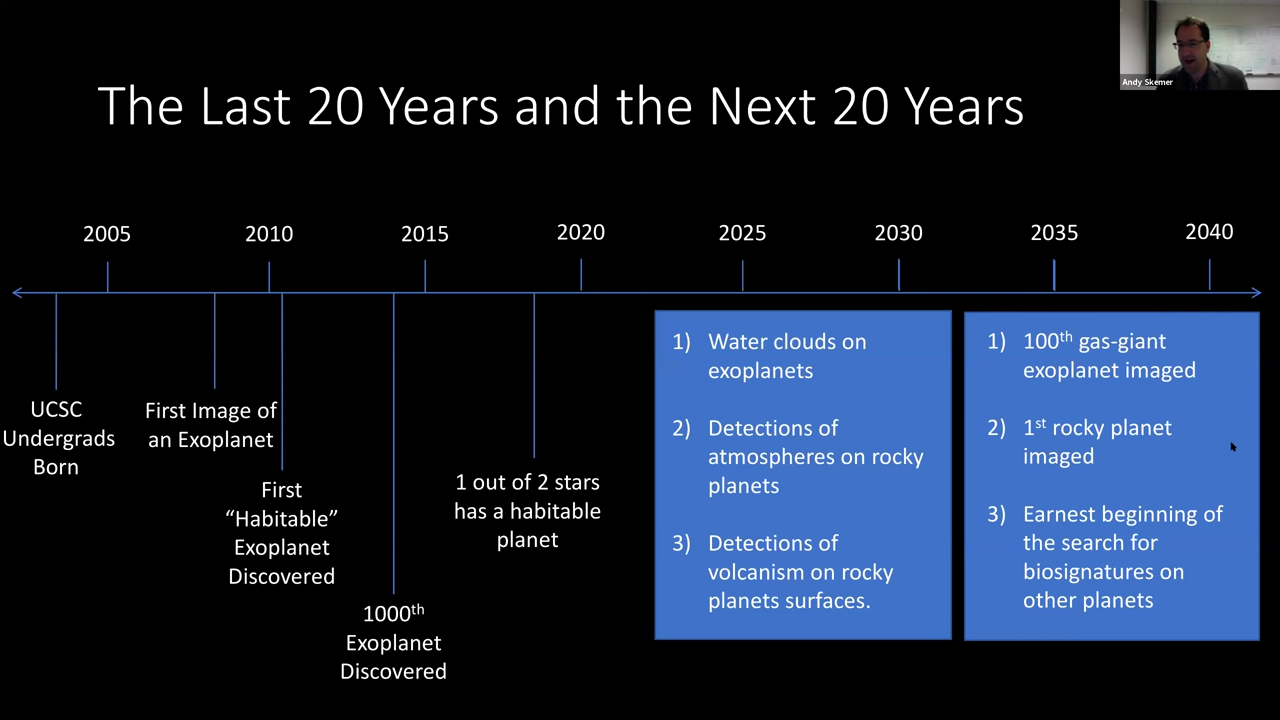 Andy Skemer
The Last 20 Years and the Next 20 Years
2005
2010
2015
2020
2025
2030
2035
2040
UCSC
Undergrads
Born
First Image of
an Exoplanet
First
“Habitable”
Exoplanet
Discovered
1000th
Exoplanet
Discovered
1 out of 2 stars
has a habitable
planet
1) Water clouds on
exoplanets
2) Detections of
atmospheres on rocky
planets
3) Detections of
volcanism on rocky
planets surfaces.
1) 100th gas-giant
exoplanet imaged
2) 1st rocky planet
imaged
3) Earnest beginning of
the search for
biosignatures on
other planets